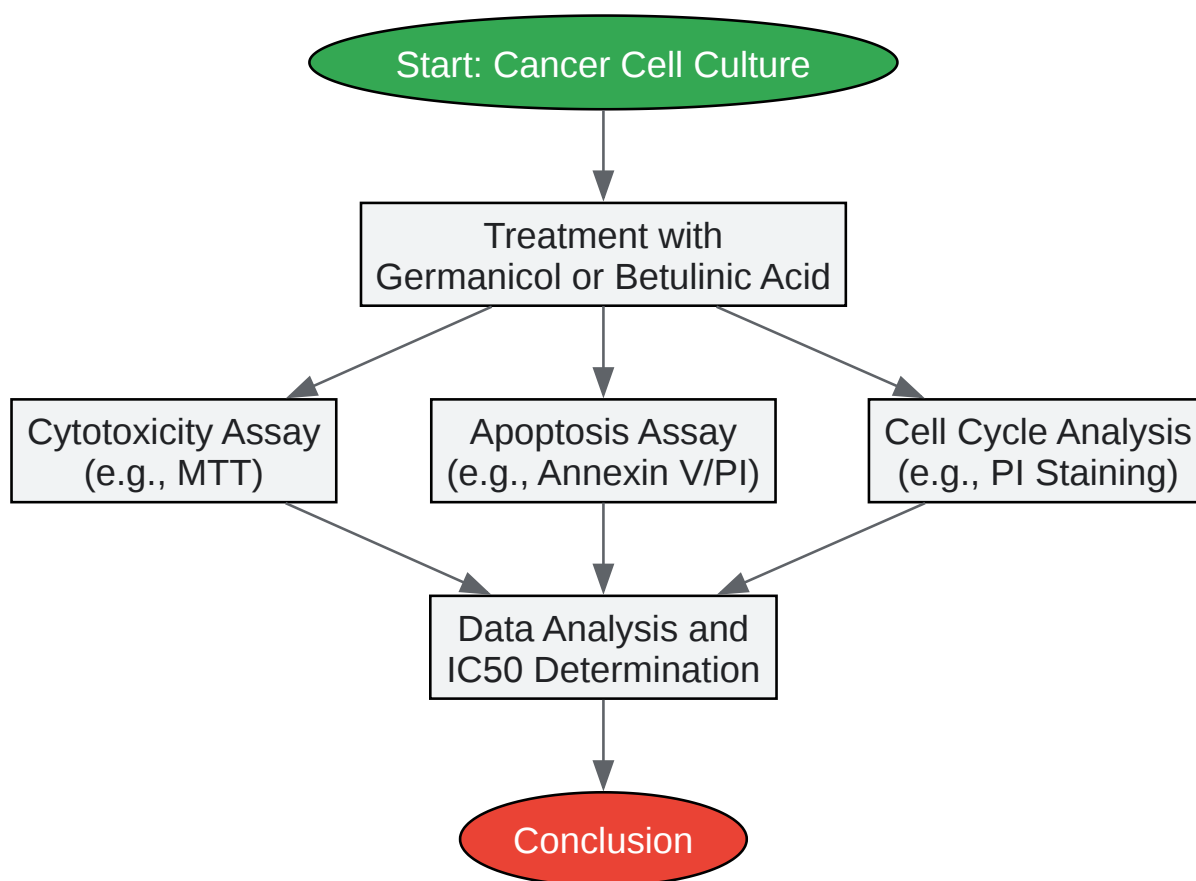 Start: Cancer Cell Culture
Treatment with
Germanicol or Betulinic Acid
Cytotoxicity Assay
(e.g., MTT)
Apoptosis Assay
(e.g., Annexin V/PI)
Cell Cycle Analysis
(e.g., PI Staining)
Data Analysis and
IC50 Determination
Conclusion